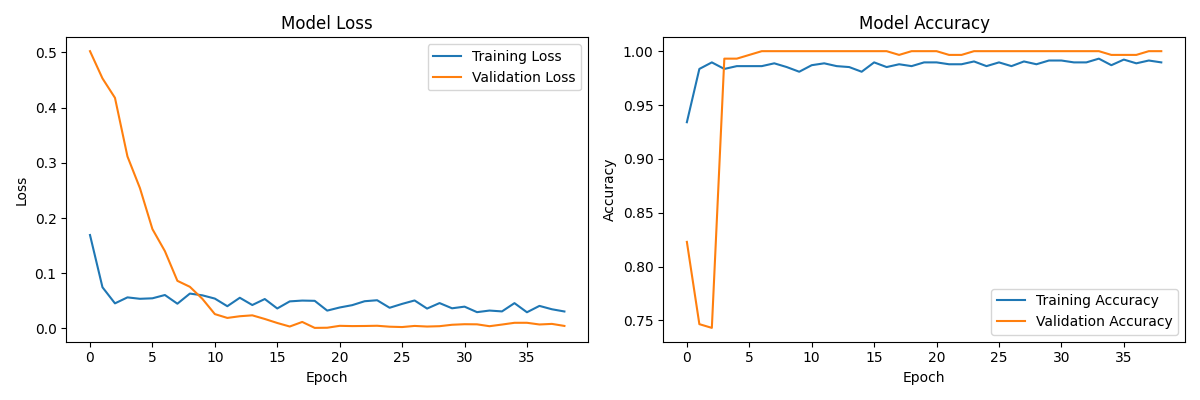 Model Loss
Training Loss
Validation Loss
0.5
0.4
0.3
0.2
0.1
0.0
Loss
0 5 10 15 20 25 30 35
Epoch
Model Accuracy
1.00
0.95
0.90
0.85
0.80
0.75
Accuracy
Training Accuracy
Validation Accuracy
0 5 10 15 20 25 30 35
Epoch